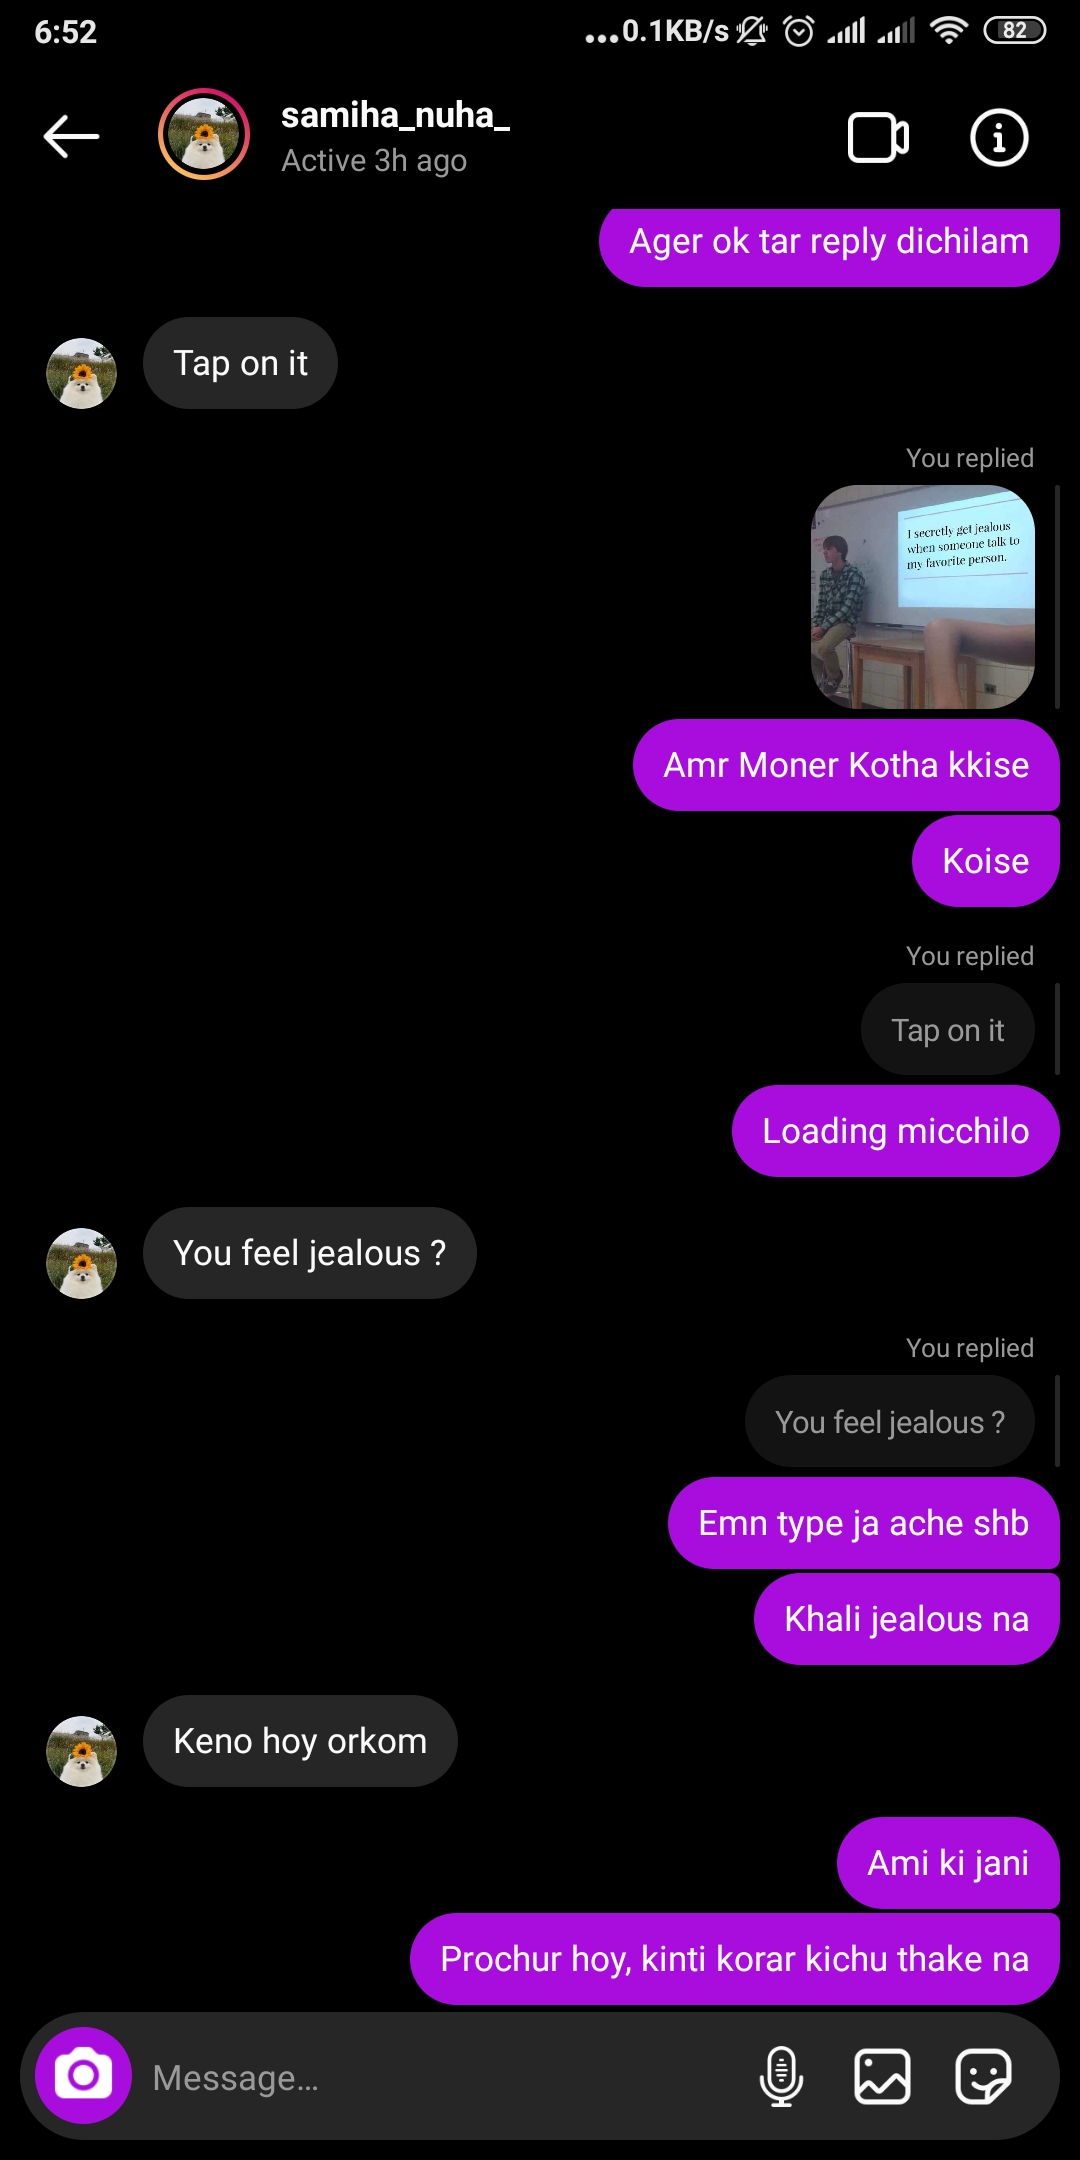 6:52
...0.1KB/s
82
samiha_nuha_
Active 3h ago
Ager ok tar reply dichilam
Tap on it
You replied
I secretly get jealous
when someone talk to
my favorite person.
Amr Moner Kotha kkise
Koise
You replied
Tap on it
Loading micchilo
You feel jealous ?
You replied
You feel jealous ?
Emn type ja ache shb
Khali jealous na
Keno hoy orkom
Ami ki jani
Prochur hoy, kinti korar kichu thake na
Message...